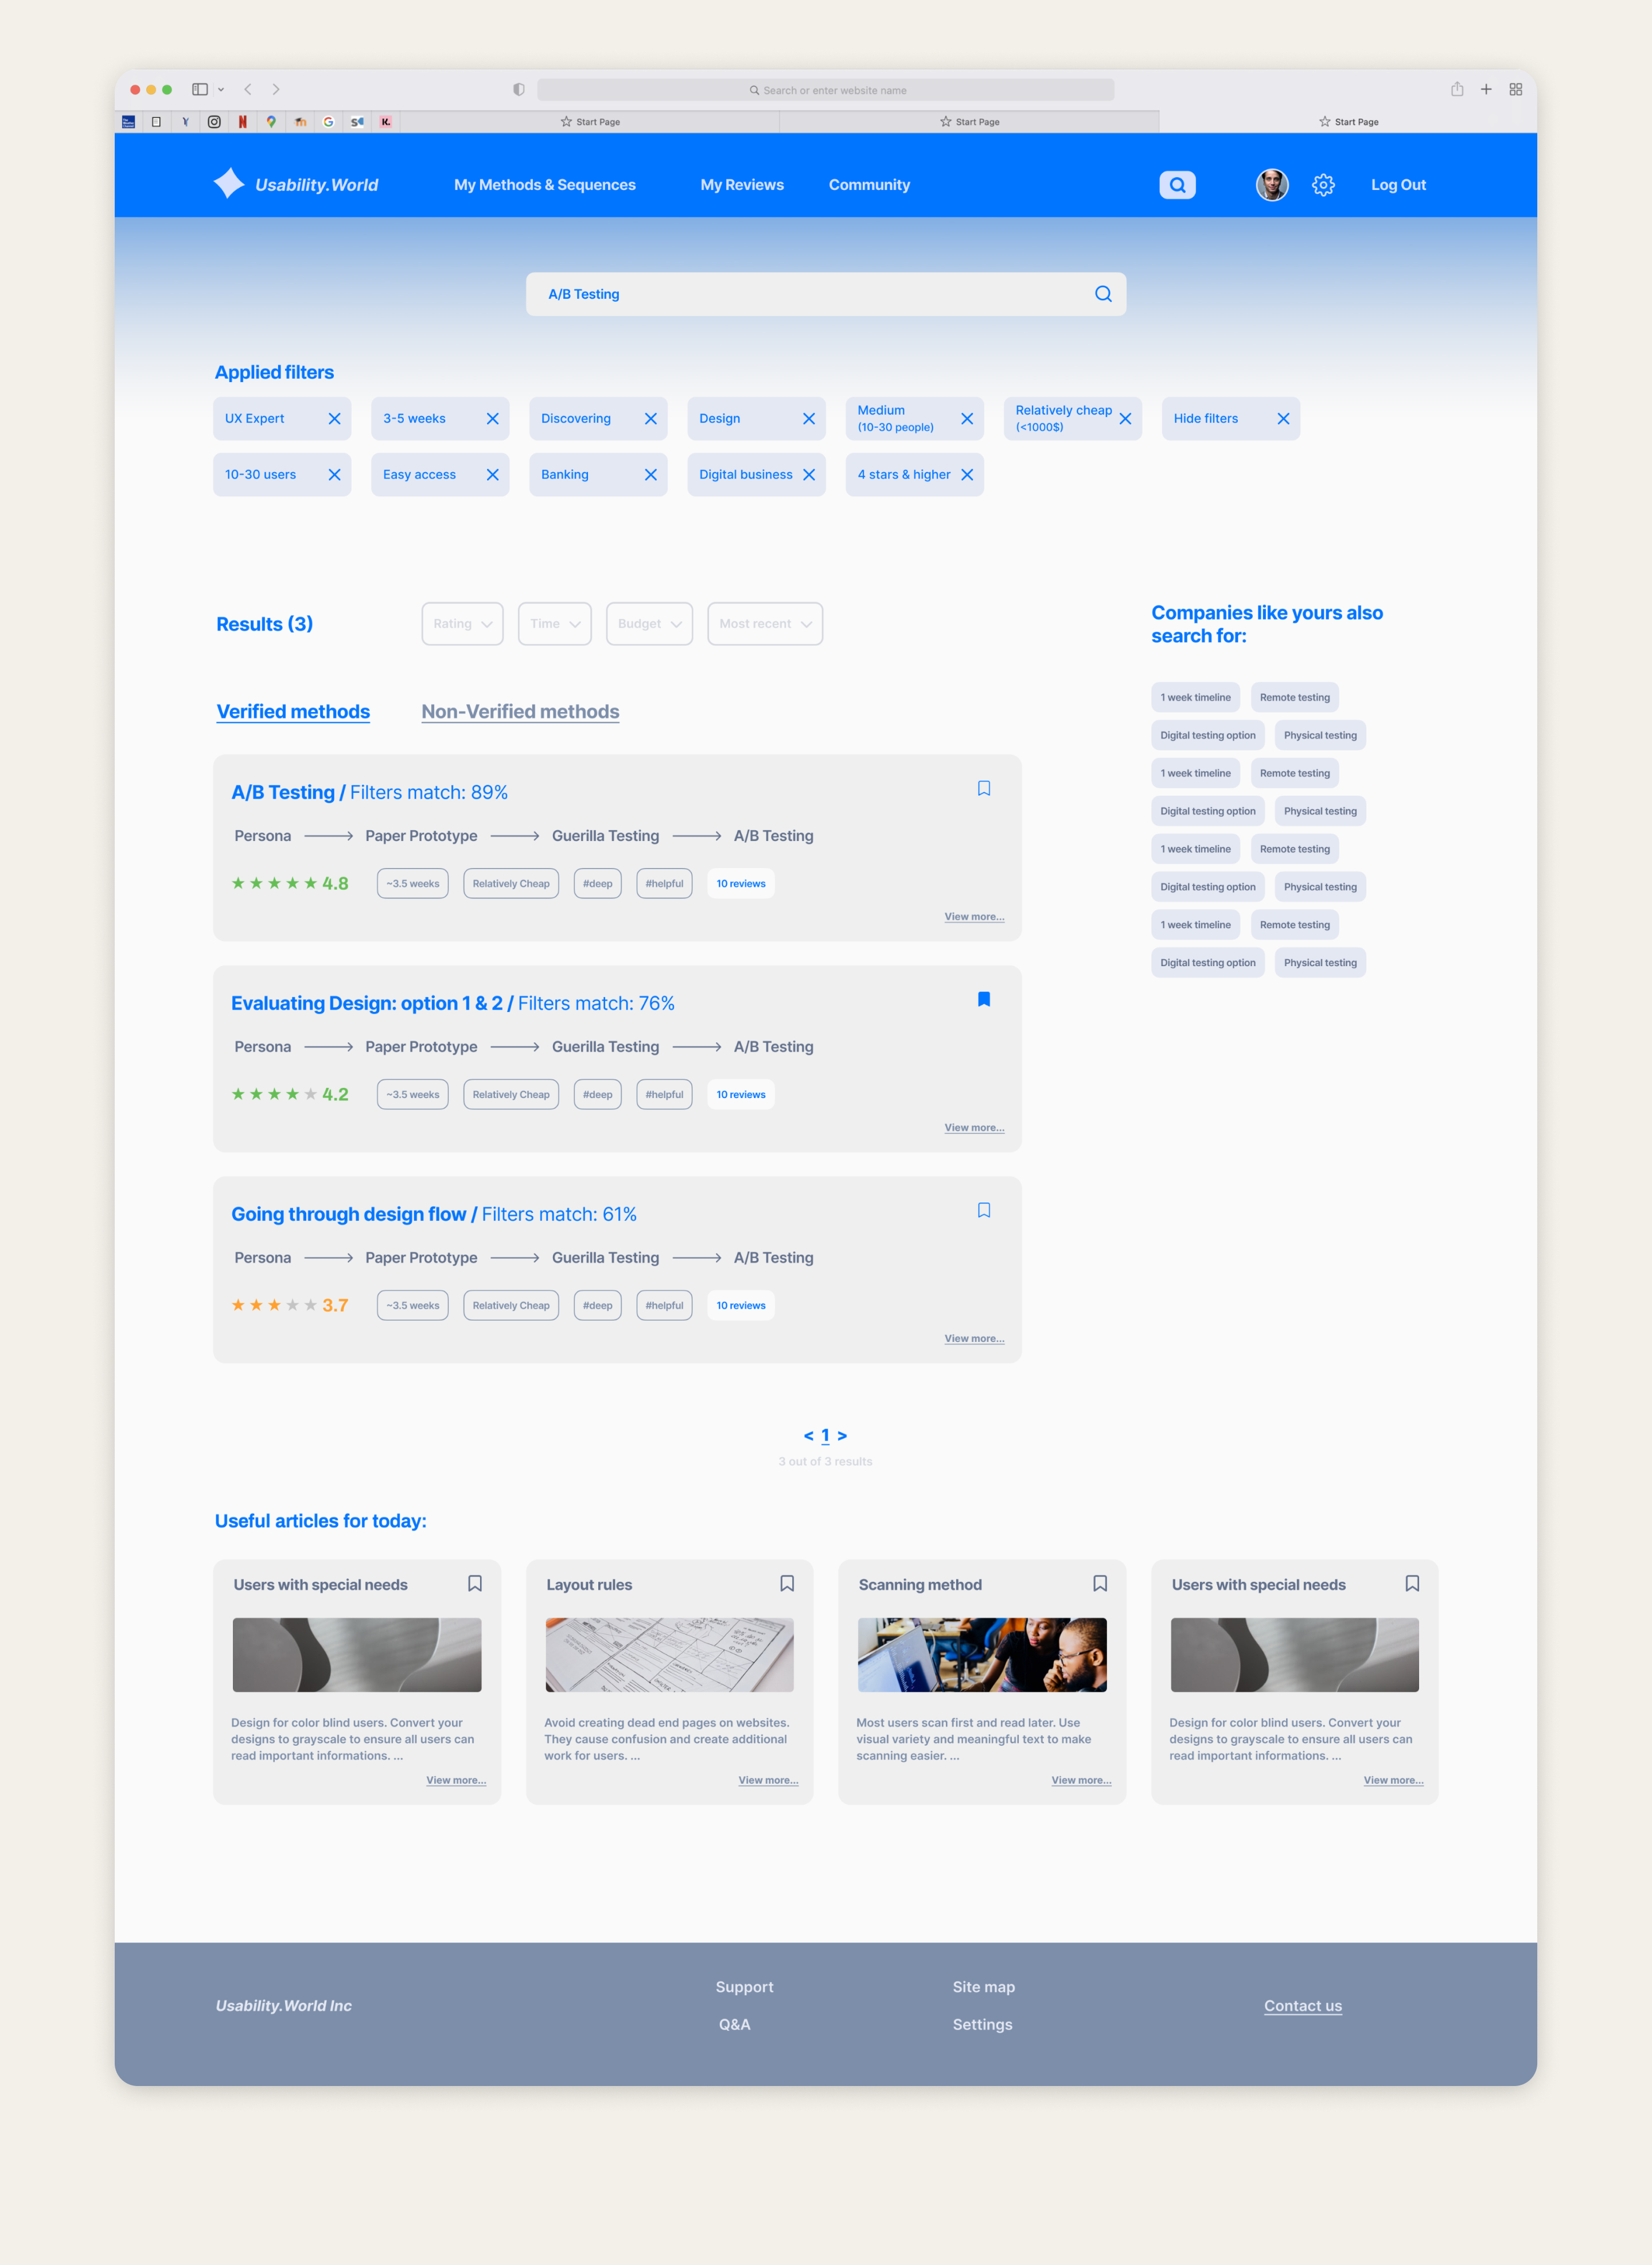 Search or enter website name
Start Page
Start Page
Start Page
Usability.World
My Methods & Sequences
My Reviews
Community
Log Out
A/B Testing
Applied filters
UX Expert
3-5 weeks
Discovering
Design
Medium
(10-30 people)
Relatively cheap
(<1000$)
Hide filters
10-30 users
Easy access
Banking
Digital business
4 stars & higher
Results (3)
Rating
Time
Budget
Most recent
Verified methods
Non-Verified methods
A/B Testing / Filters match: 89%
Persona
Paper Prototype
Guerilla Testing
A/B Testing
4.8
~3.5 weeks
Relatively Cheap
#deep
#helpful
10 reviews
View more...
Evaluating Design: option 1 & 2 / Filters match: 76%
Persona
Paper Prototype
Guerilla Testing
A/B Testing
4.2
~3.5 weeks
Relatively Cheap
#deep
#helpful
10 reviews
View more...
Going through design flow / Filters match: 61%
Persona
Paper Prototype
Guerilla Testing
A/B Testing
3.7
~3.5 weeks
Relatively Cheap
#deep
#helpful
10 reviews
View more...
Companies like yours also
search for:
1 week timeline
Remote testing
Digital testing option
Physical testing
1 week timeline
Remote testing
Digital testing option
Physical testing
1 week timeline
Remote testing
Digital testing option
Physical testing
1 week timeline
Remote testing
Digital testing option
Physical testing
< 1 >
3 out of 3 results
Useful articles for today:
Users with special needs
Design for color blind users. Convert your
designs to grayscale to ensure all users can
read important informations. ...
View more...
Layout rules
Avoid creating dead end pages on websites.
They cause confusion and create additional
work for users. ...
View more...
Scanning method
Most users scan first and read later. Use
visual variety and meaningful text to make
scanning easier. ...
View more...
Users with special needs
Design for color blind users. Convert your
designs to grayscale to ensure all users can
read important informations. ...
View more...
Usability.World Inc
Support
Q&A
Site map
Settings
Contact us